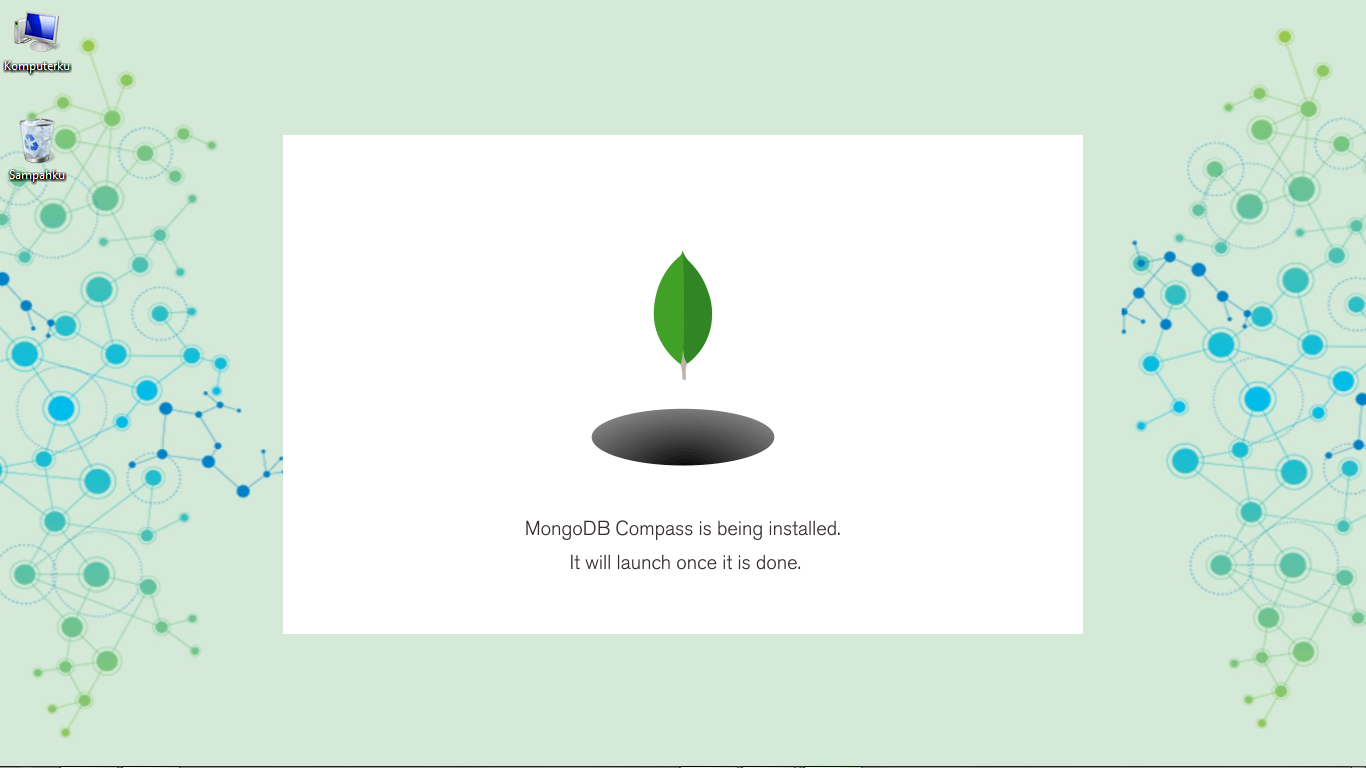 Komputerku
Sampahku
MongoDB Compass is being installed.
It will launch once it is done.